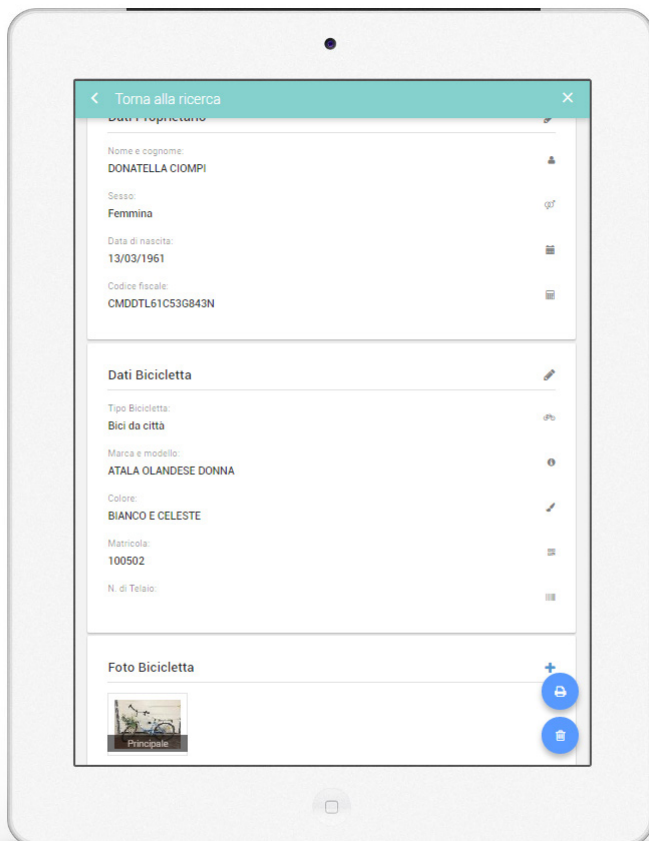 Torna alla ricerca
Dati Proprietario
Nome e cognome:
DONATELLA CIOMPI
Sesso:
Femmina
Data di nascita:
13/03/1961
Codice fiscale:
CMDDTL61C53G843N
Dati Bicicletta
Tipo Bicicletta:
Bici da città
Marca e modello:
ATALA OLANDESE DONNA
Colore:
BIANCO E CELESTE
Matricola:
100502
N. di Telaio:
Foto Bicicletta
Principale